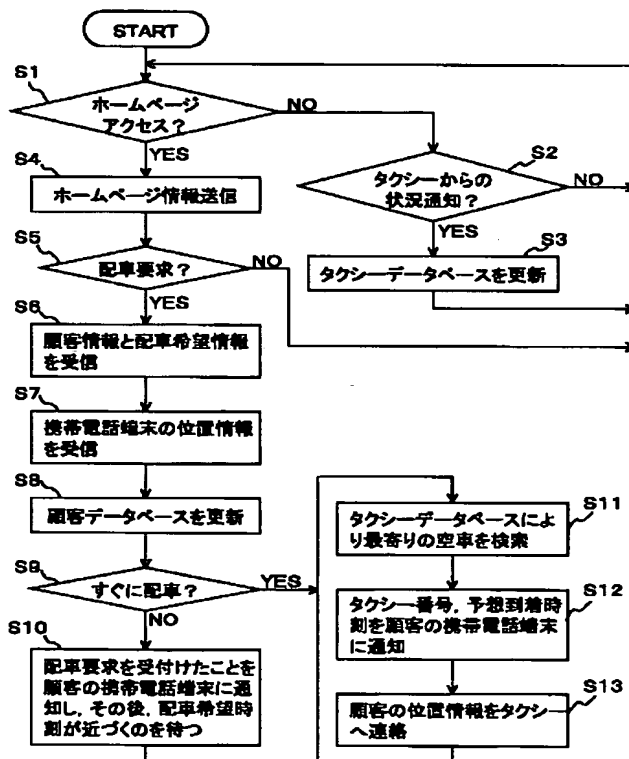 START
S1
ホームページ
アクセス？
NO
YES
S2
タクシーからの
状況通知？
NO
YES
S3
タクシーデータベースを更新
S4
ホームページ情報送信
S5
配車要求？
NO
YES
S6
顧客情報と配車希望情報
を受信
S7
携帯電話端末の位置情報
を受信
S8
顧客データベースを更新
S9
すぐに配車？
YES
NO
S10
配車要求を受付けたことを
顧客の携帯電話端末に通
知し，その後，配車希望時
刻が近づくのを待つ
S11
タクシーデータベースによ
り最寄りの空車を検索
S12
タクシー番号，予想到着時
刻を顧客の携帯電話端末
に通知
S13
顧客の位置情報をタクシー
へ連絡